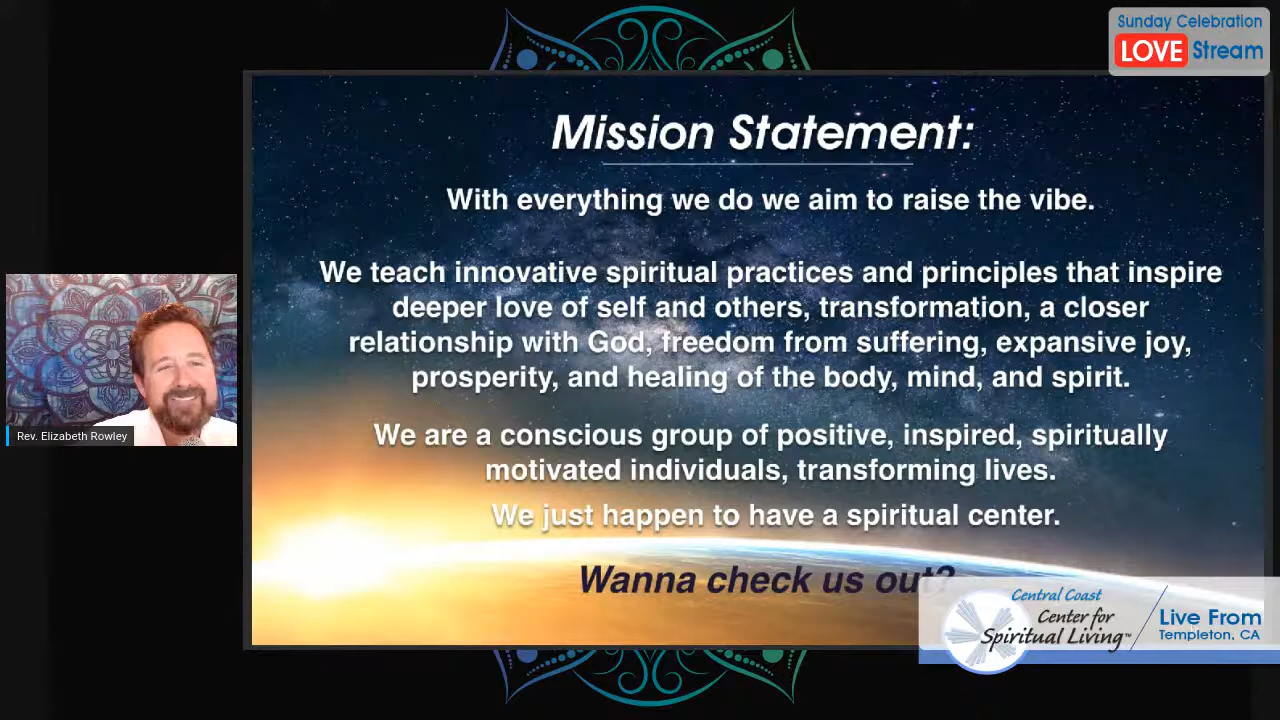 Sunday Celebration
LOVE Stream
Mission Statement:
With everything we do we aim to raise the vibe.
We teach innovative spiritual practices and principles that inspire
deeper love of self and others, transformation, a closer
relationship with God, freedom from suffering, expansive joy,
prosperity, and healing of the body, mind, and spirit.
We are a conscious group of positive, inspired, spiritually
motivated individuals, transforming lives.
We just happen to have a spiritual center.
Wanna check us out?
Rev. Elizabeth Rowley
Central Coast
Center for
Spiritual Living™
Live From
Templeton, CA